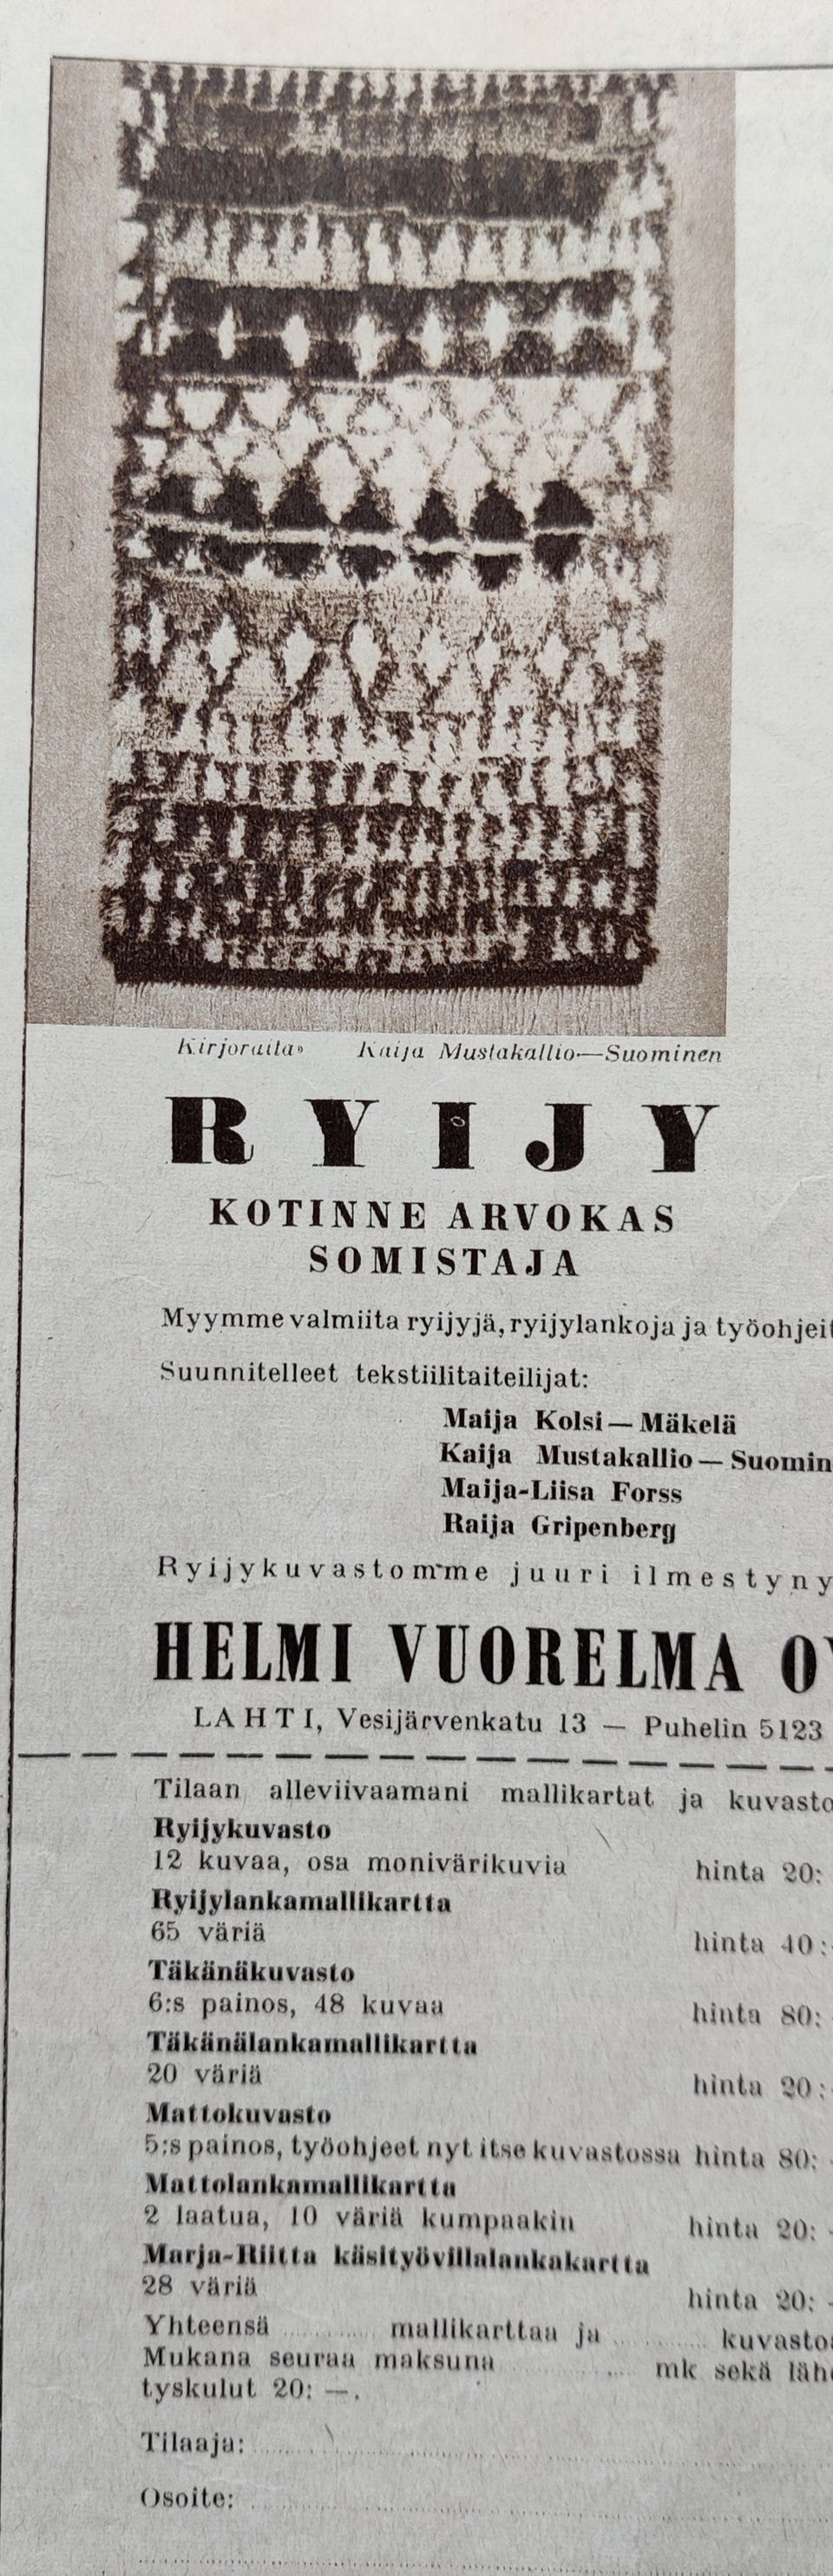 Kirjoraita» Kaija Mustakallio—Suominen
RYIJY
KOTINNE ARVOKAS
SOMISTAJA
Myymme valmiita ryijyjä, ryijylankoja ja työohjeit
Suunnitelleet tekstiilitaiteilijat:
Maija Kolsi—Mäkelä
Kaija Mustakallio—Suomin
Maija-Liisa Forss
Raija Gripenberg
Ryijykuvastomme juuri ilmestyny
HELMI VUORELMA OY
LAHTI, Vesijärvenkatu 13 — Puhelin 5123
Tilaan alleviivaamani mallikartat ja kuvasto
Ryijykuvasto
12 kuvaa, osa monivärikuvia hinta 20:
Ryijylankamallikartta
65 väriä hinta 40:-
Täkänäkuvasto
6:s painos, 48 kuvaa hinta 80: -
Täkänälankamallikartta
20 väriä hinta 20:-
Mattokuvasto
5:s painos, työohjeet nyt itse kuvastossa hinta 80: -
Mattolankamallikartta
2 laatua, 10 väriä kumpaakin hinta 20: -
Marja-Riitta käsityövillalankakartta
28 väriä hinta 20: -
Yhteensä ........ mallikarttaa ja ........ kuvasto
Mukana seuraa maksuna ........ mk sekä lähe
tyskulut 20: —.
Tilaaja:
Osoite: